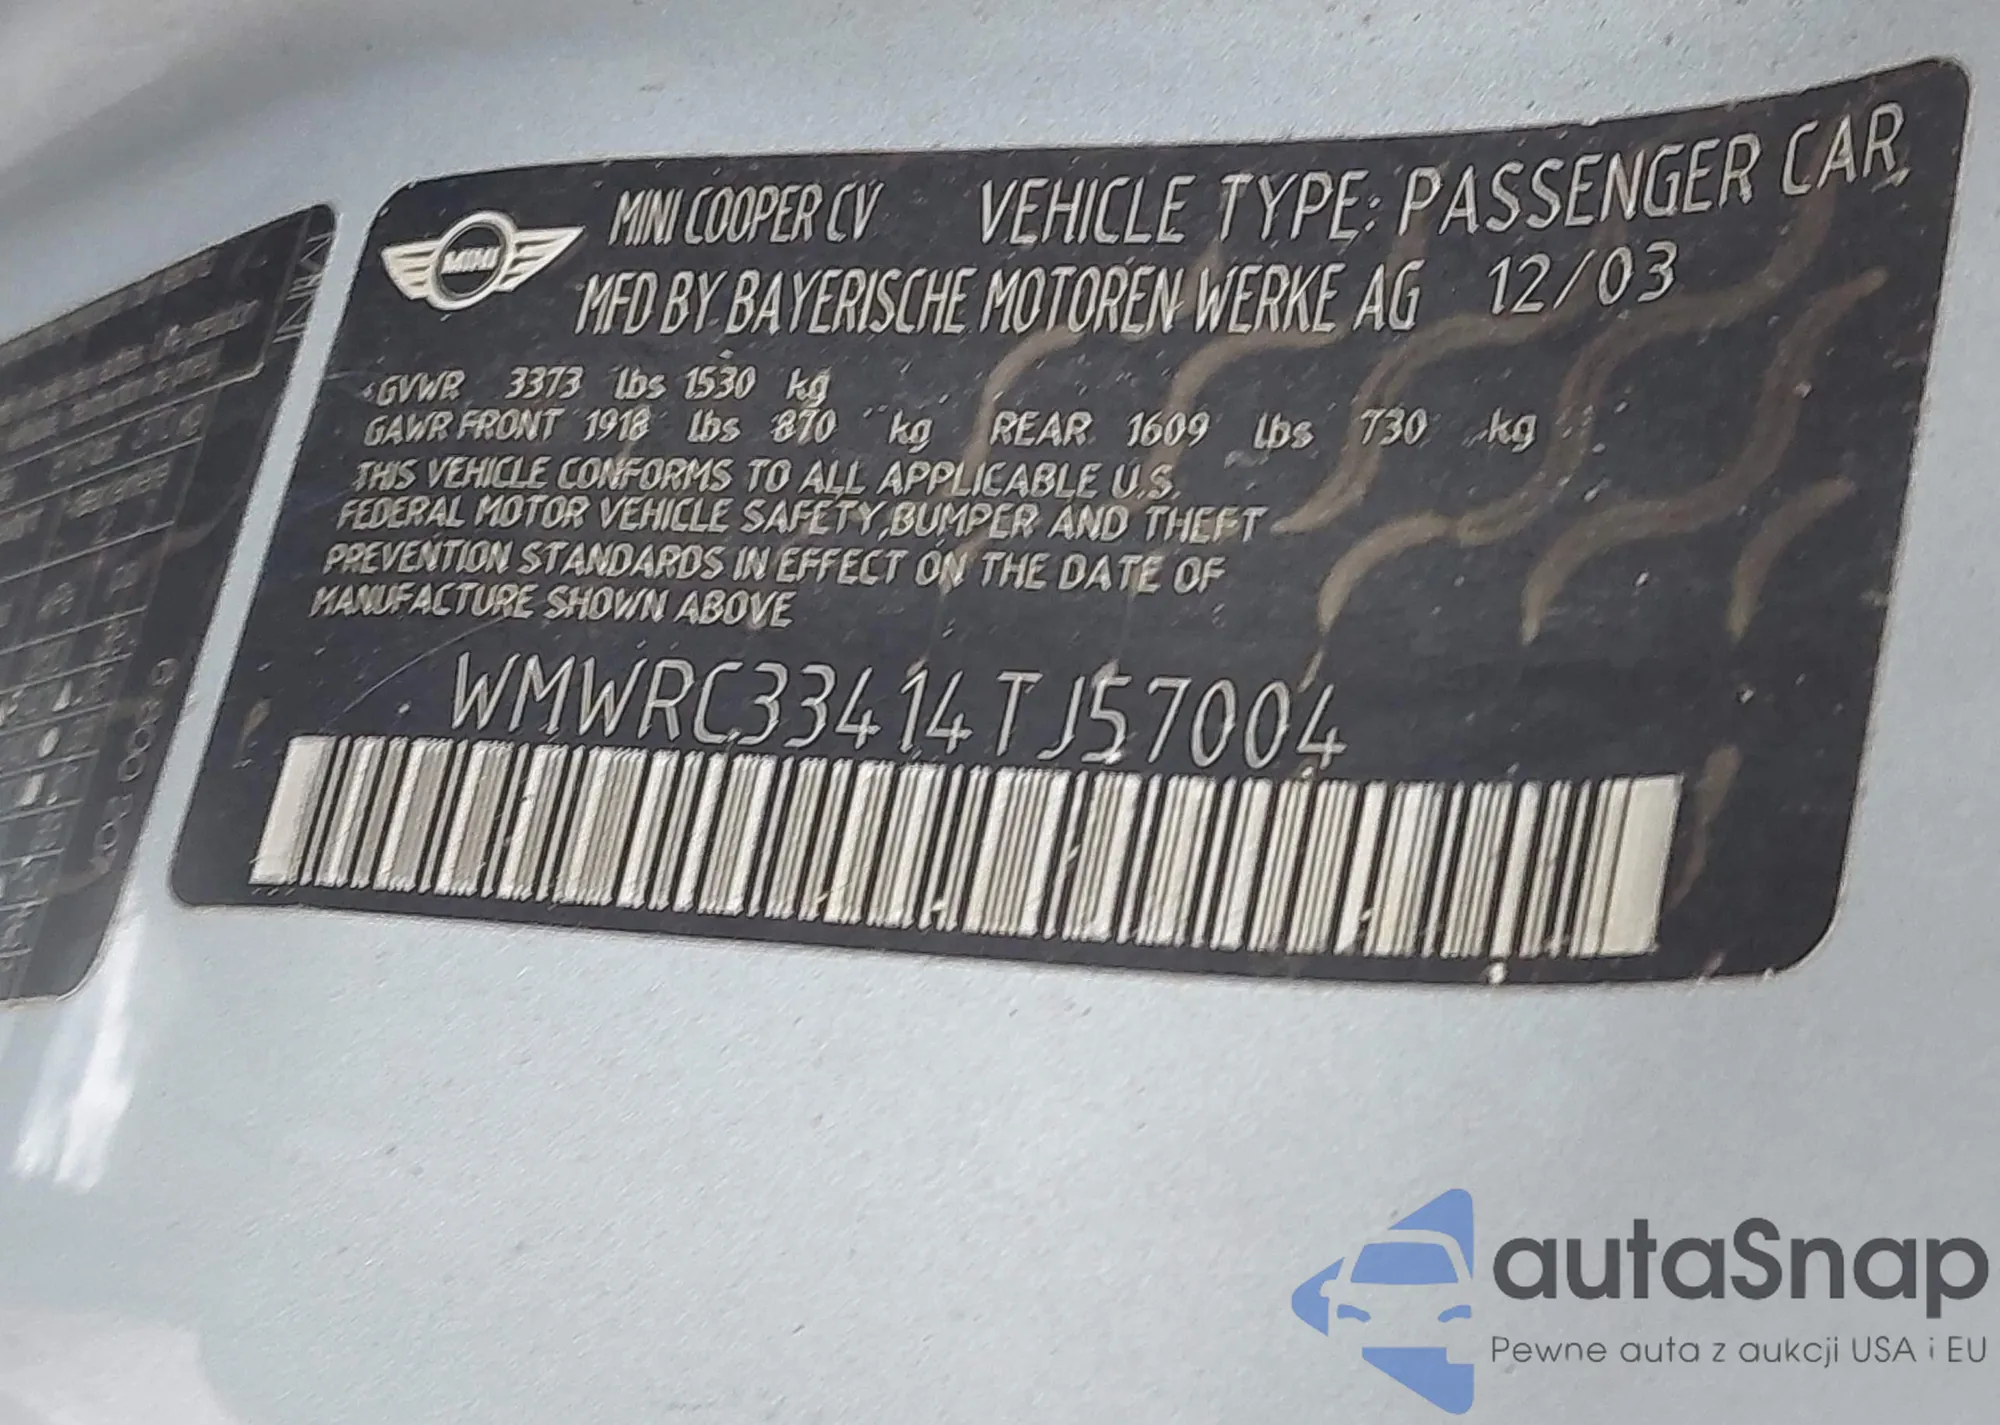 MINI COOPER CV VEHICLE TYPE: PASSENGER CAR
MINI
MFD BY BAYERISCHE MOTOREN WERKE AG 12/03
GVWR 3373 lbs 1530 kg
GAWR FRONT 1918 lbs 870 kg REAR 1609 lbs 730 kg
THIS VEHICLE CONFORMS TO ALL APPLICABLE U.S.
FEDERAL MOTOR VEHICLE SAFETY,BUMPER AND THEFT
PREVENTION STANDARDS IN EFFECT ON THE DATE OF
MANUFACTURE SHOWN ABOVE
WMWRC33414TJ57004
MINI
autaSnap
Pewne auta z aukcji USA i EU